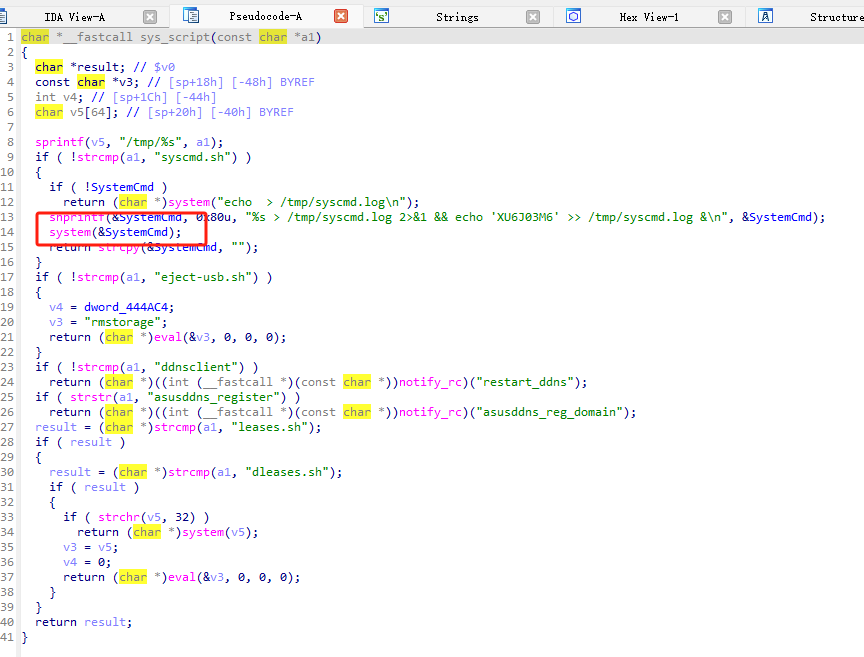 IDA View-A Pseudocode-A Strings Hex View-1 Structure
1 char *__fastcall sys_script(const char *a1)
2 {
3 char *result; // $v0
4 const char *v3; // [sp+18h] [-48h] BYREF
5 int v4; // [sp+1Ch] [-44h]
6 char v5[64]; // [sp+20h] [-40h] BYREF
7
8 sprintf(v5, "/tmp/%s", a1);
9 if ( !strcmp(a1, "syscmd.sh") )
10 {
11 if ( !SystemCmd )
12 return (char *)system("echo  > /tmp/syscmd.log\n");
13 snprintf(&SystemCmd, 0x80u, "%s > /tmp/syscmd.log 2>&1 && echo 'XU6J03M6' >> /tmp/syscmd.log &\n", &SystemCmd);
14 system(&SystemCmd);
15 return strcpy(&SystemCmd, "");
16 }
17 if ( !strcmp(a1, "eject-usb.sh") )
18 {
19 v4 = dword_444AC4;
20 v3 = "rmstorage";
21 return (char *)eval(&v3, 0, 0, 0);
22 }
23 if ( !strcmp(a1, "ddnsclient") )
24 return (char *)((int (__fastcall *)(const char *))notify_rc)("restart_ddns");
25 if ( strstr(a1, "asusddns_register") )
26 return (char *)((int (__fastcall *)(const char *))notify_rc)("asusddns_reg_domain");
27 result = (char *)strcmp(a1, "leases.sh");
28 if ( result )
29 {
30 result = (char *)strcmp(a1, "dleases.sh");
31 if ( result )
32 {
33 if ( strchr(v5, 32) )
34 return (char *)system(v5);
35 v3 = v5;
36 v4 = 0;
37 return (char *)eval(&v3, 0, 0, 0);
38 }
39 }
40 return result;
41 }